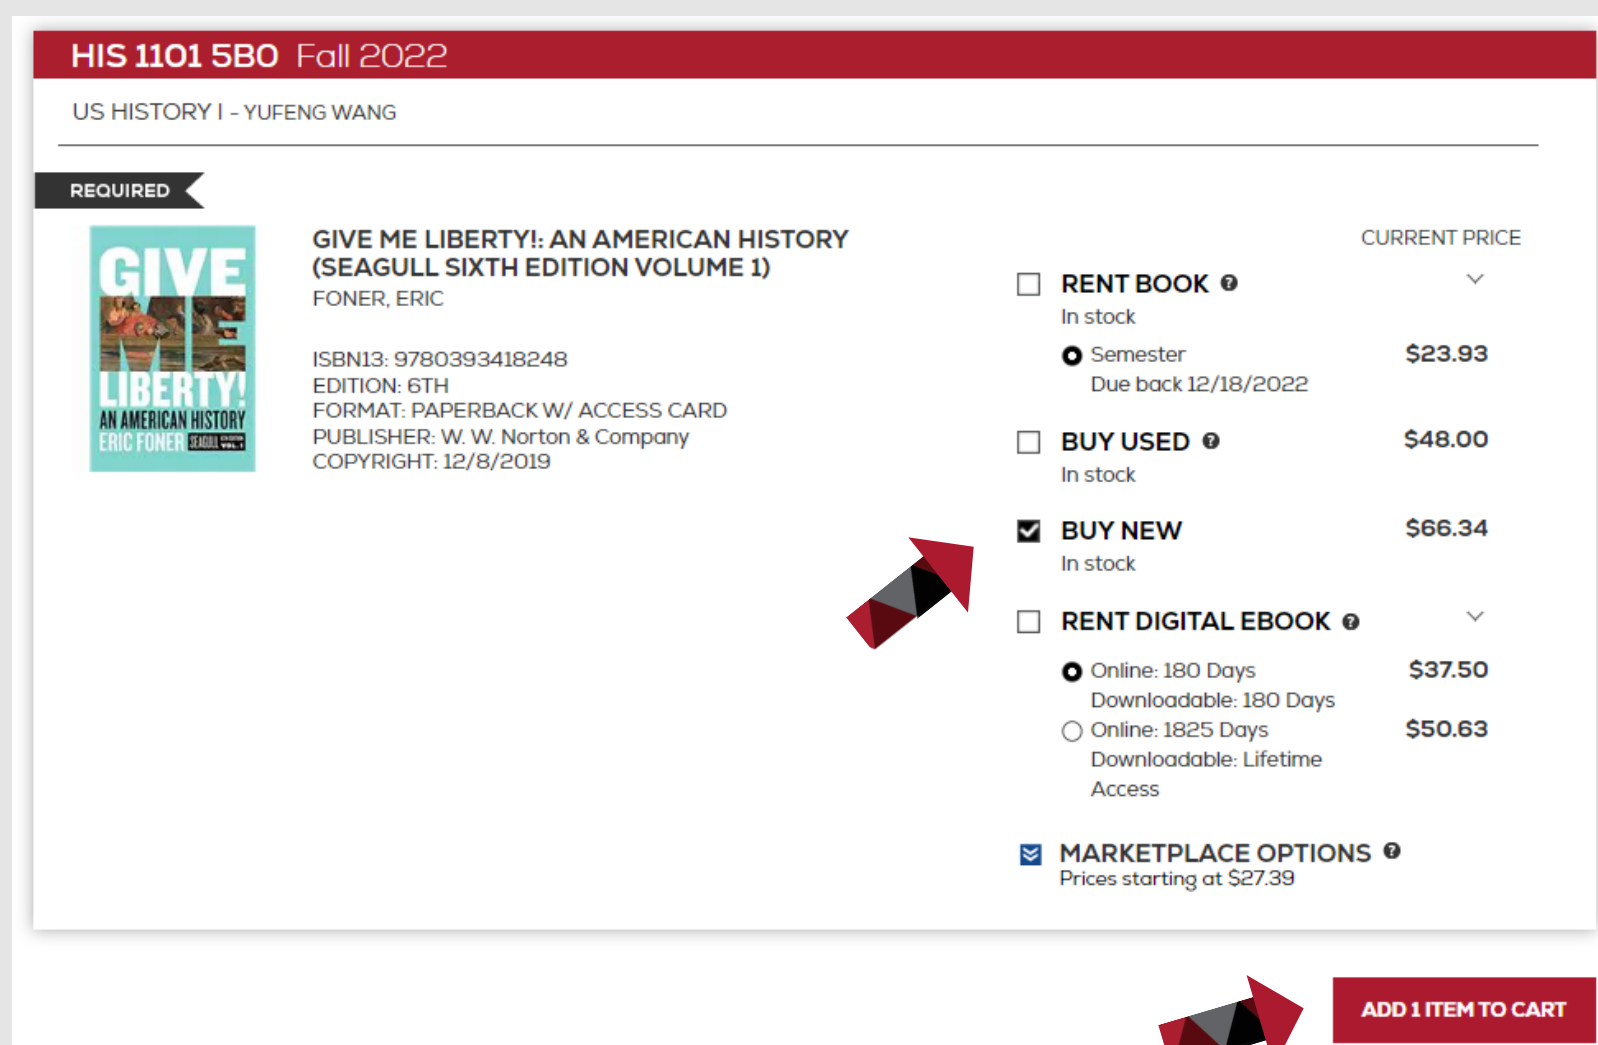 HIS 1101 5B0 Fall 2022
US HISTORY I - YUFENG WANG
REQUIRED
GIVE
ME
LIBERTY!
AN AMERICAN HISTORY
ERIC FONER SEAGULL VOL. 1
GIVE ME LIBERTY!: AN AMERICAN HISTORY
(SEAGULL SIXTH EDITION VOLUME 1)
FONER, ERIC
ISBN13: 9780393418248
EDITION: 6TH
FORMAT: PAPERBACK W/ ACCESS CARD
PUBLISHER: W. W. Norton & Company
COPYRIGHT: 12/8/2019
CURRENT PRICE
RENT BOOK ?
In stock
Semester $23.93
Due back 12/18/2022
BUY USED ? $48.00
In stock
BUY NEW $66.34
In stock
RENT DIGITAL EBOOK ?
Online: 180 Days $37.50
Downloadable: 180 Days
Online: 1825 Days $50.63
Downloadable: Lifetime
Access
MARKETPLACE OPTIONS ?
Prices starting at $27.39
ADD 1 ITEM TO CART